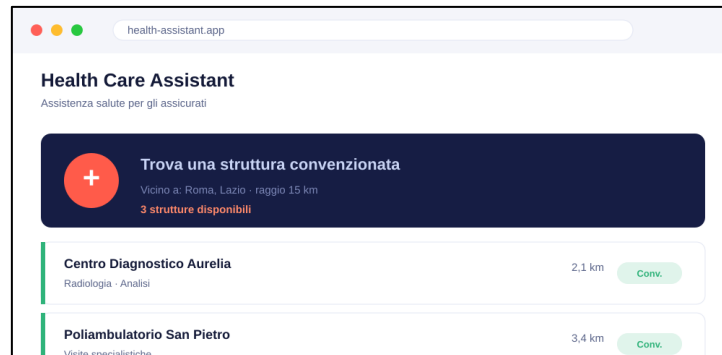 health-assistant.app
Health Care Assistant
Assistenza salute per gli assicurati
+
Trova una struttura convenzionata
Vicino a: Roma, Lazio · raggio 15 km
3 strutture disponibili
Centro Diagnostico Aurelia
2,1 km
Conv.
Radiologia · Analisi
Poliambulatorio San Pietro
3,4 km
Conv.
Visite specialistiche